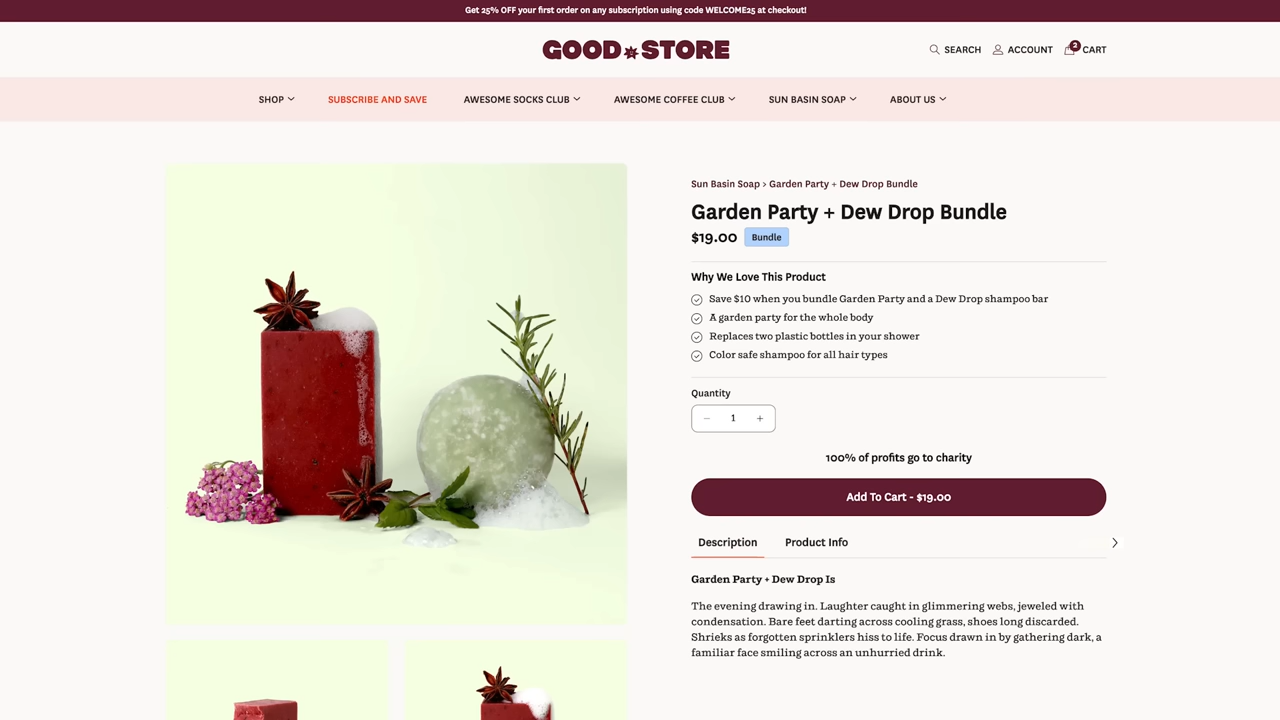 Get 25% OFF your first order on any subscription using code WELCOME25 at checkout!
GOOD STORE
SEARCH
ACCOUNT
2
CART
SHOP
SUBSCRIBE AND SAVE
AWESOME SOCKS CLUB
AWESOME COFFEE CLUB
SUN BASIN SOAP
ABOUT US
Sun Basin Soap > Garden Party + Dew Drop Bundle
Garden Party + Dew Drop Bundle
$19.00 Bundle
Why We Love This Product
Save $10 when you bundle Garden Party and a Dew Drop shampoo bar
A garden party for the whole body
Replaces two plastic bottles in your shower
Color safe shampoo for all hair types
Quantity
− 1 +
100% of profits go to charity
Add To Cart - $19.00
Description
Product Info
Garden Party + Dew Drop Is
The evening drawing in. Laughter caught in glimmering webs, jeweled with
condensation. Bare feet darting across cooling grass, shoes long discarded.
Shrieks as forgotten sprinklers hiss to life. Focus drawn in by gathering dark, a
familiar face smiling across an unhurried drink.